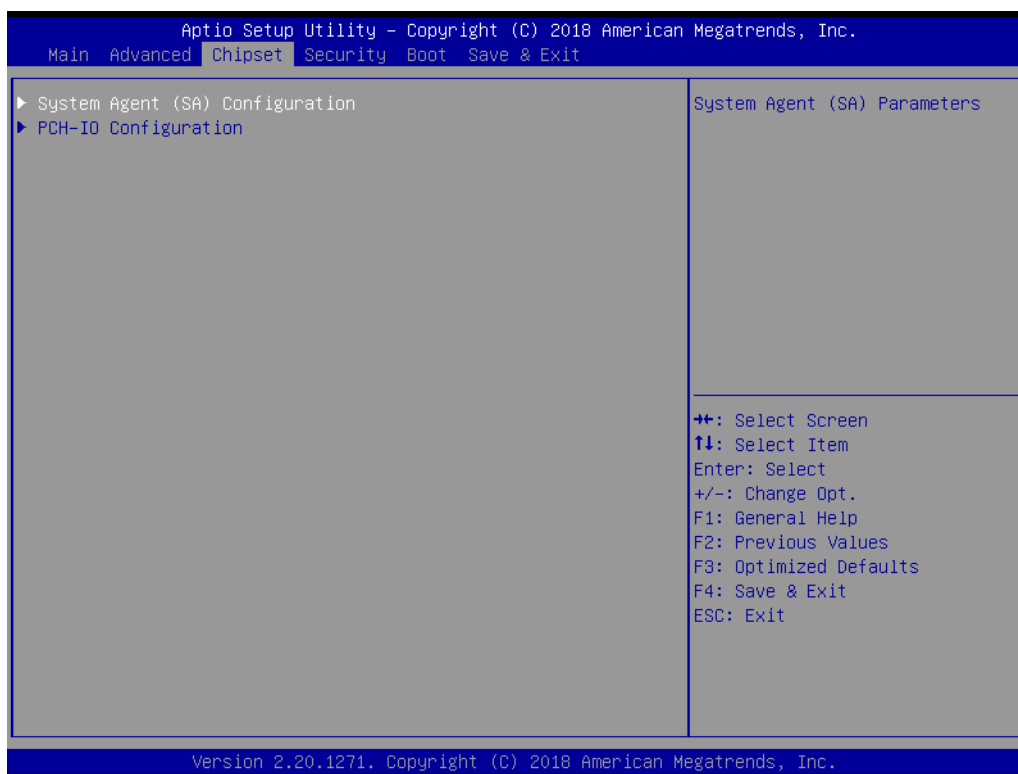 Aptio Setup Utility – Copyright (C) 2018 American Megatrends, Inc.
Main Advanced Chipset Security Boot Save & Exit
▶ System Agent (SA) Configuration
▶ PCH-IO Configuration
System Agent (SA) Parameters
→←: Select Screen
↑↓: Select Item
Enter: Select
+/-: Change Opt.
F1: General Help
F2: Previous Values
F3: Optimized Defaults
F4: Save & Exit
ESC: Exit
Version 2.20.1271. Copyright (C) 2018 American Megatrends, Inc.